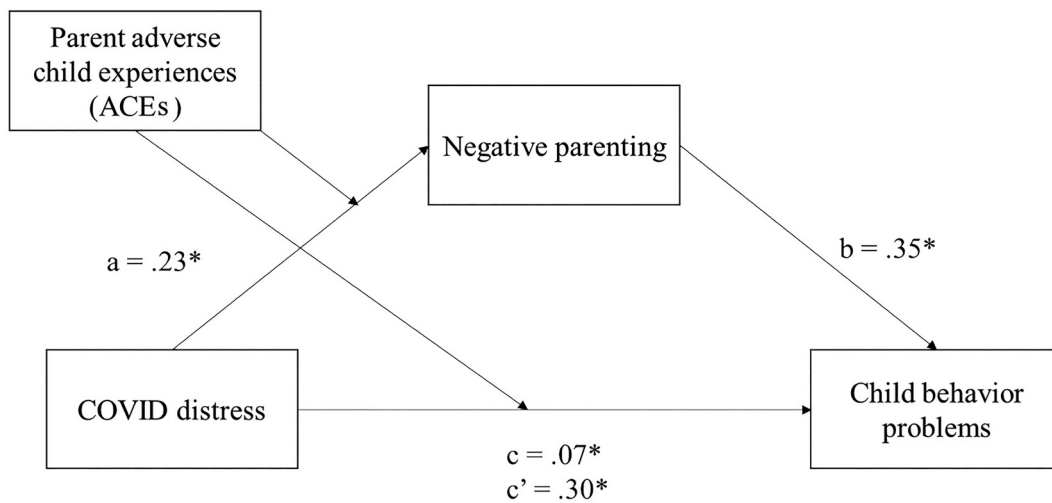 Parent adverse
child experiences
(ACEs )
Negative parenting
a = .23*
b = .35*
COVID distress
Child behavior
problems
c = .07*
c’ = .30*